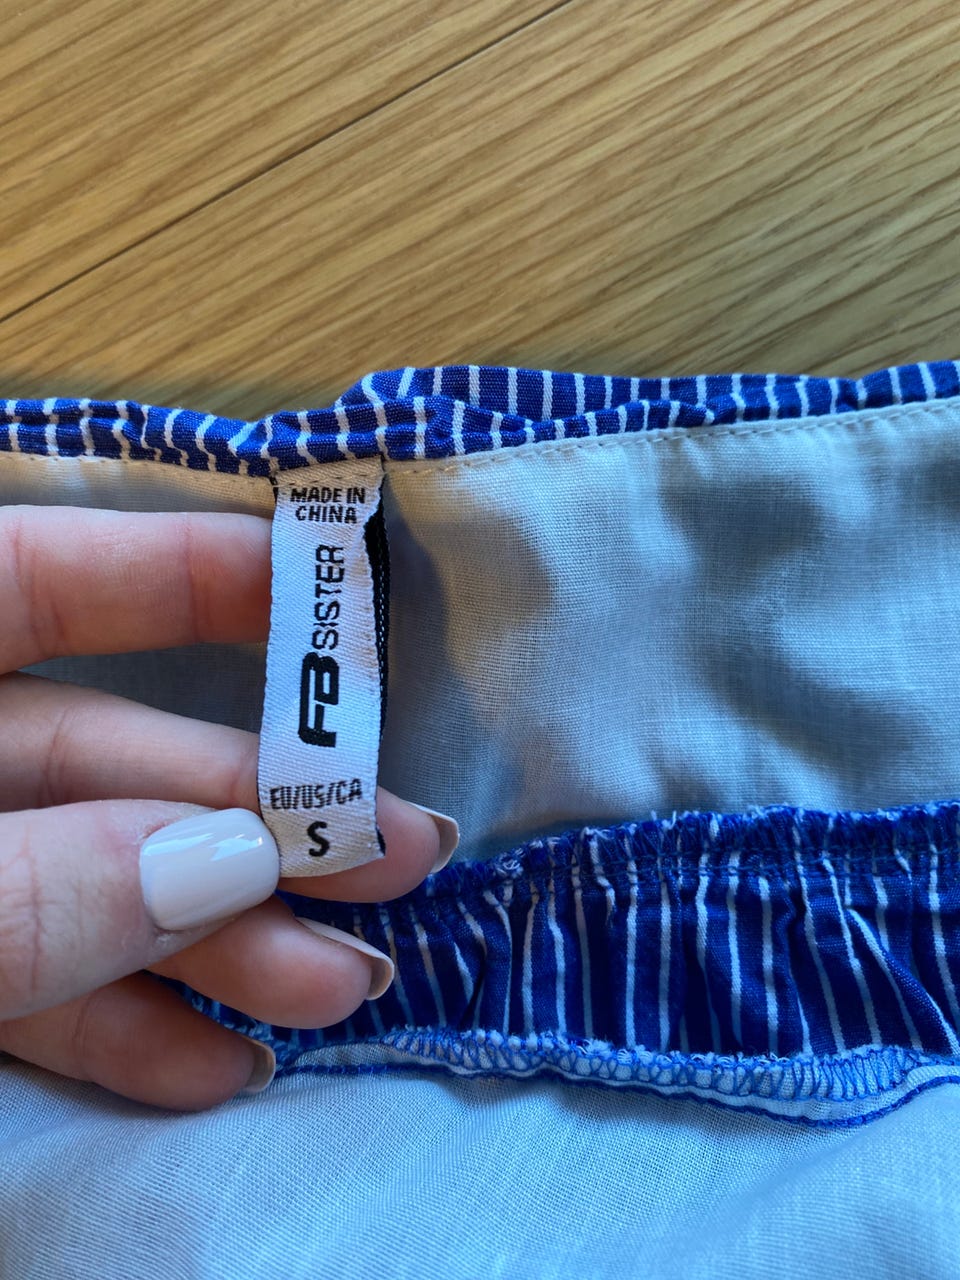 MADE IN
CHINA
FB SISTER
EU/US/CA
S